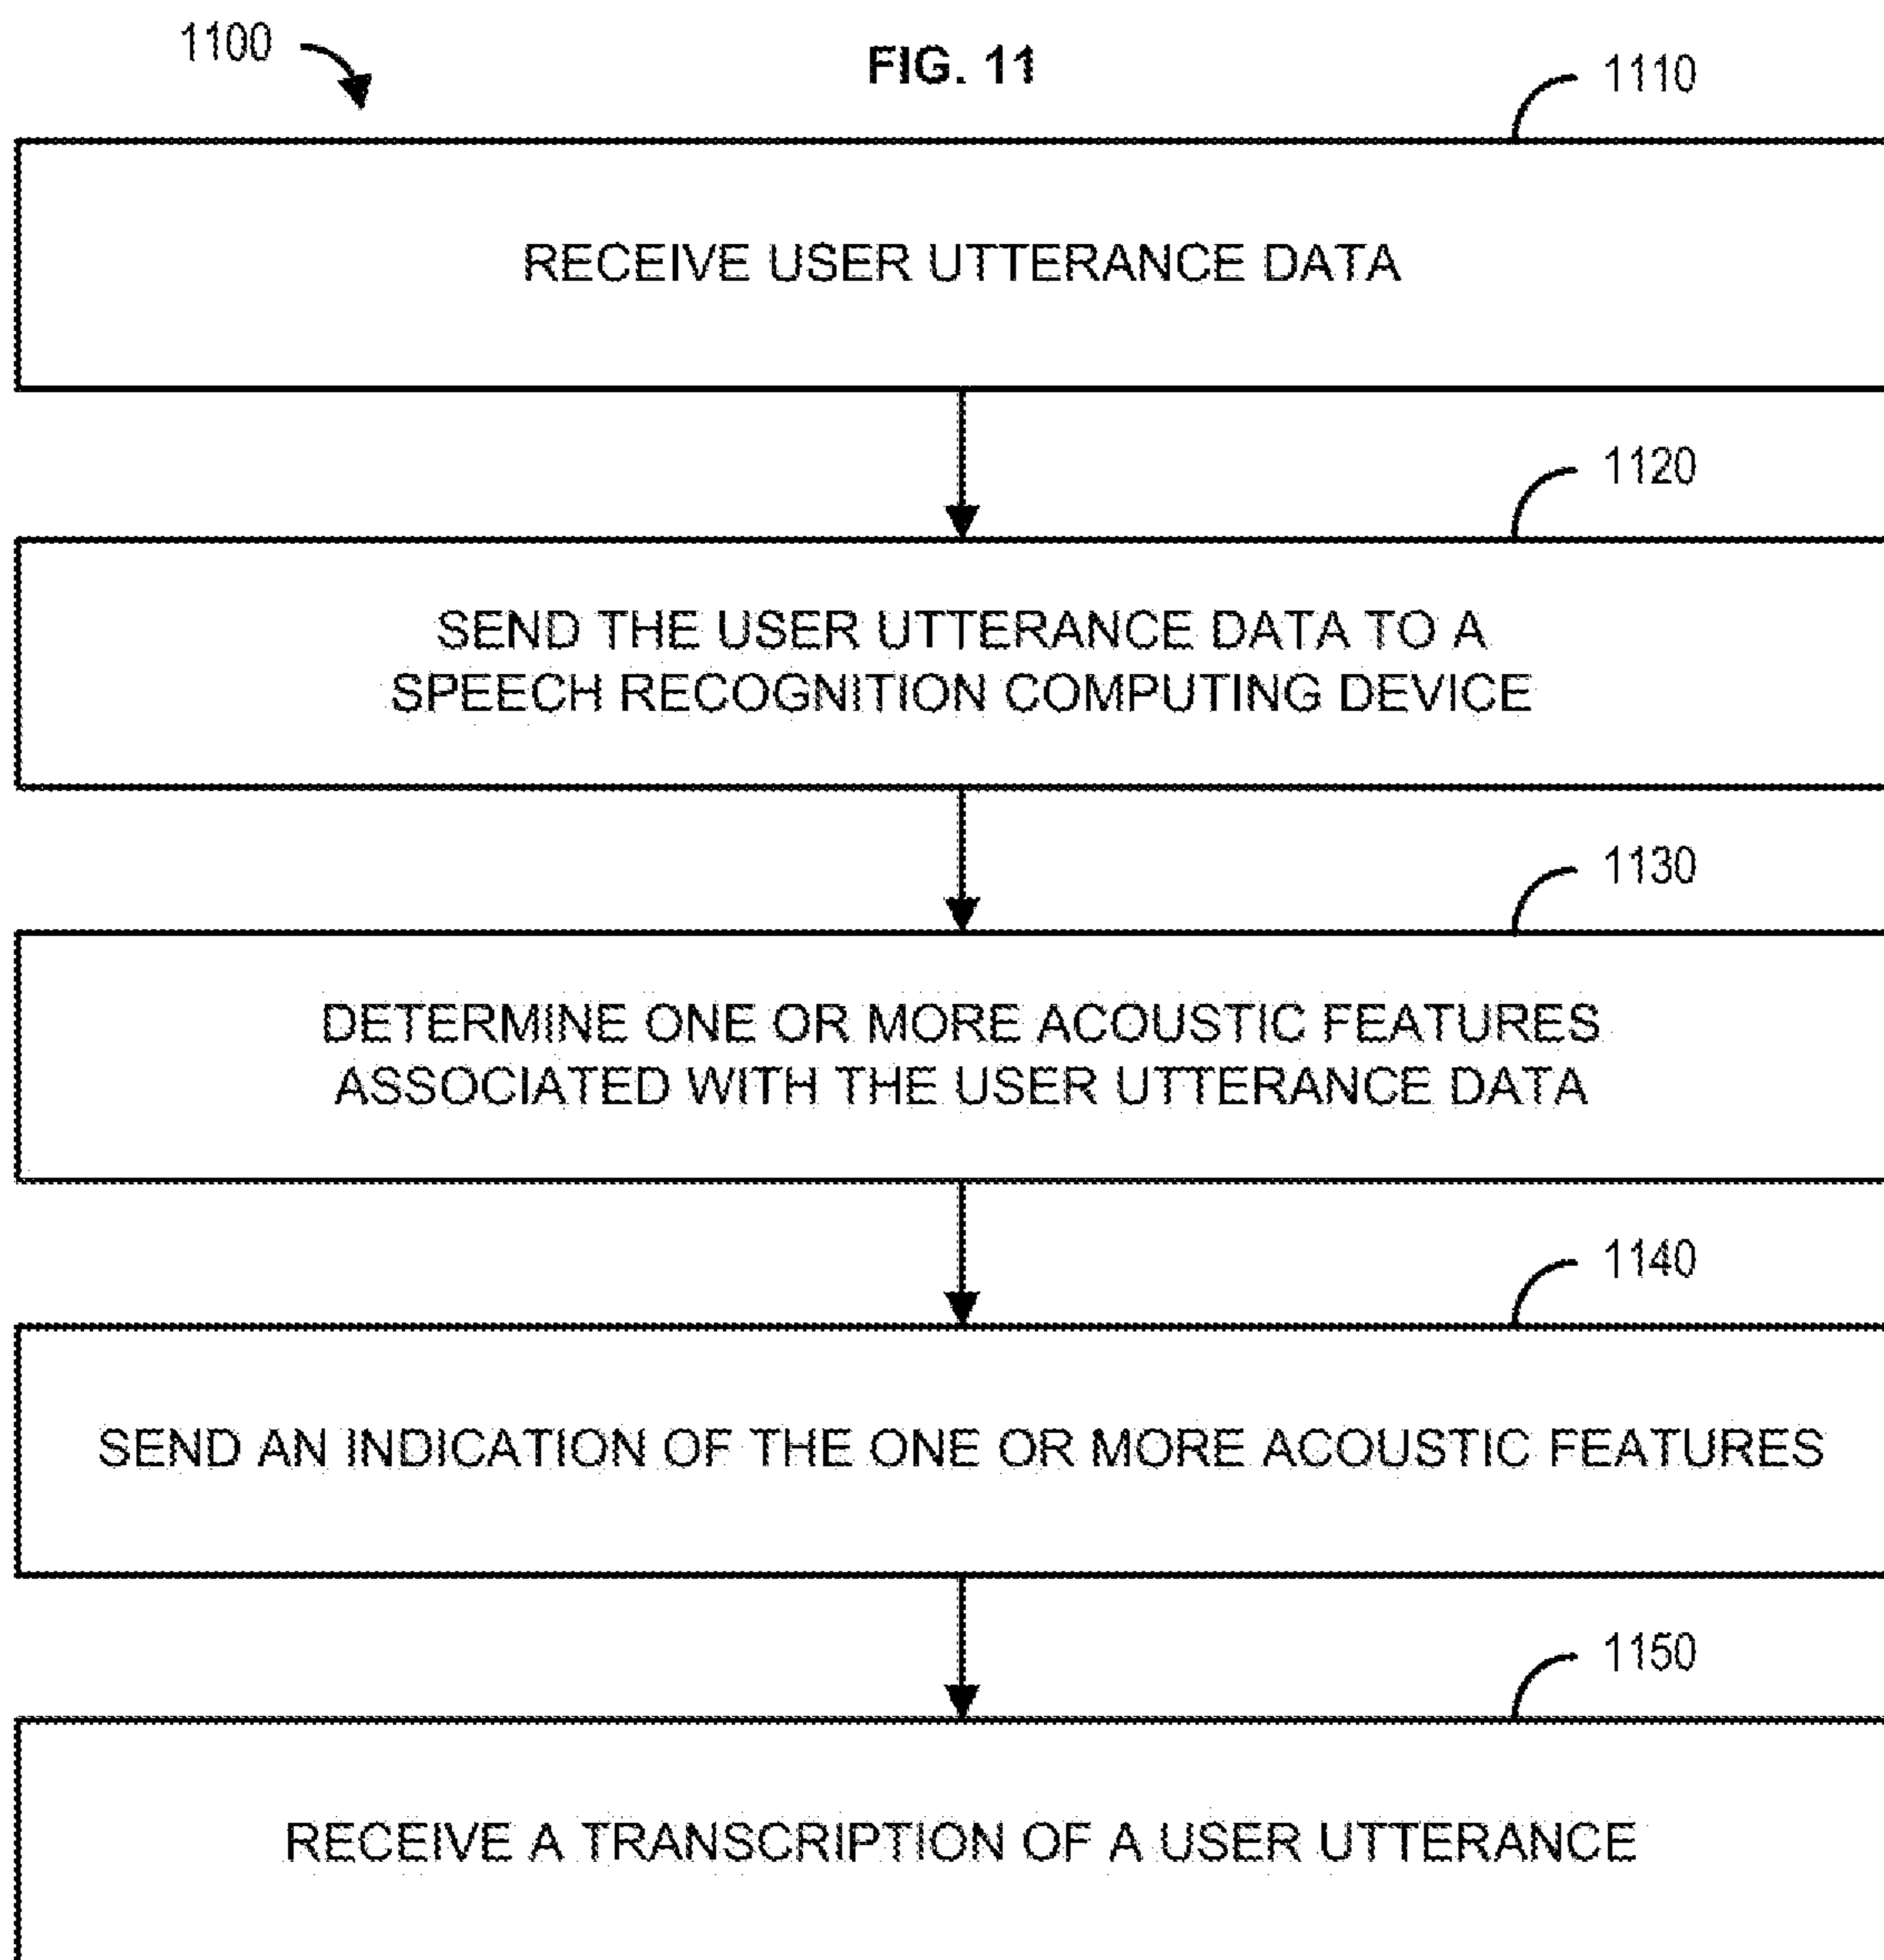 1100
FIG. 11
1110
RECEIVE USER UTTERANCE DATA
1120
SEND THE USER UTTERANCE DATA TO A
SPEECH RECOGNITION COMPUTING DEVICE
1130
DETERMINE ONE OR MORE ACOUSTIC FEATURES
ASSOCIATED WITH THE USER UTTERANCE DATA
1140
SEND AN INDICATION OF THE ONE OR MORE ACOUSTIC FEATURES
1150
RECEIVE A TRANSCRIPTION OF A USER UTTERANCE